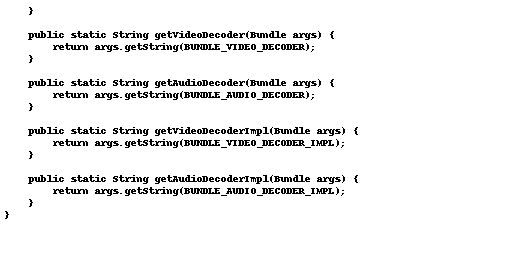 }

    public static String getVideoDecoder(Bundle args) {
        return args.getString(BUNDLE_VIDEO_DECODER);
    }

    public static String getAudioDecoder(Bundle args) {
        return args.getString(BUNDLE_AUDIO_DECODER);
    }

    public static String getVideoDecoderImpl(Bundle args) {
        return args.getString(BUNDLE_VIDEO_DECODER_IMPL);
    }

    public static String getAudioDecoderImpl(Bundle args) {
        return args.getString(BUNDLE_AUDIO_DECODER_IMPL);
    }
}